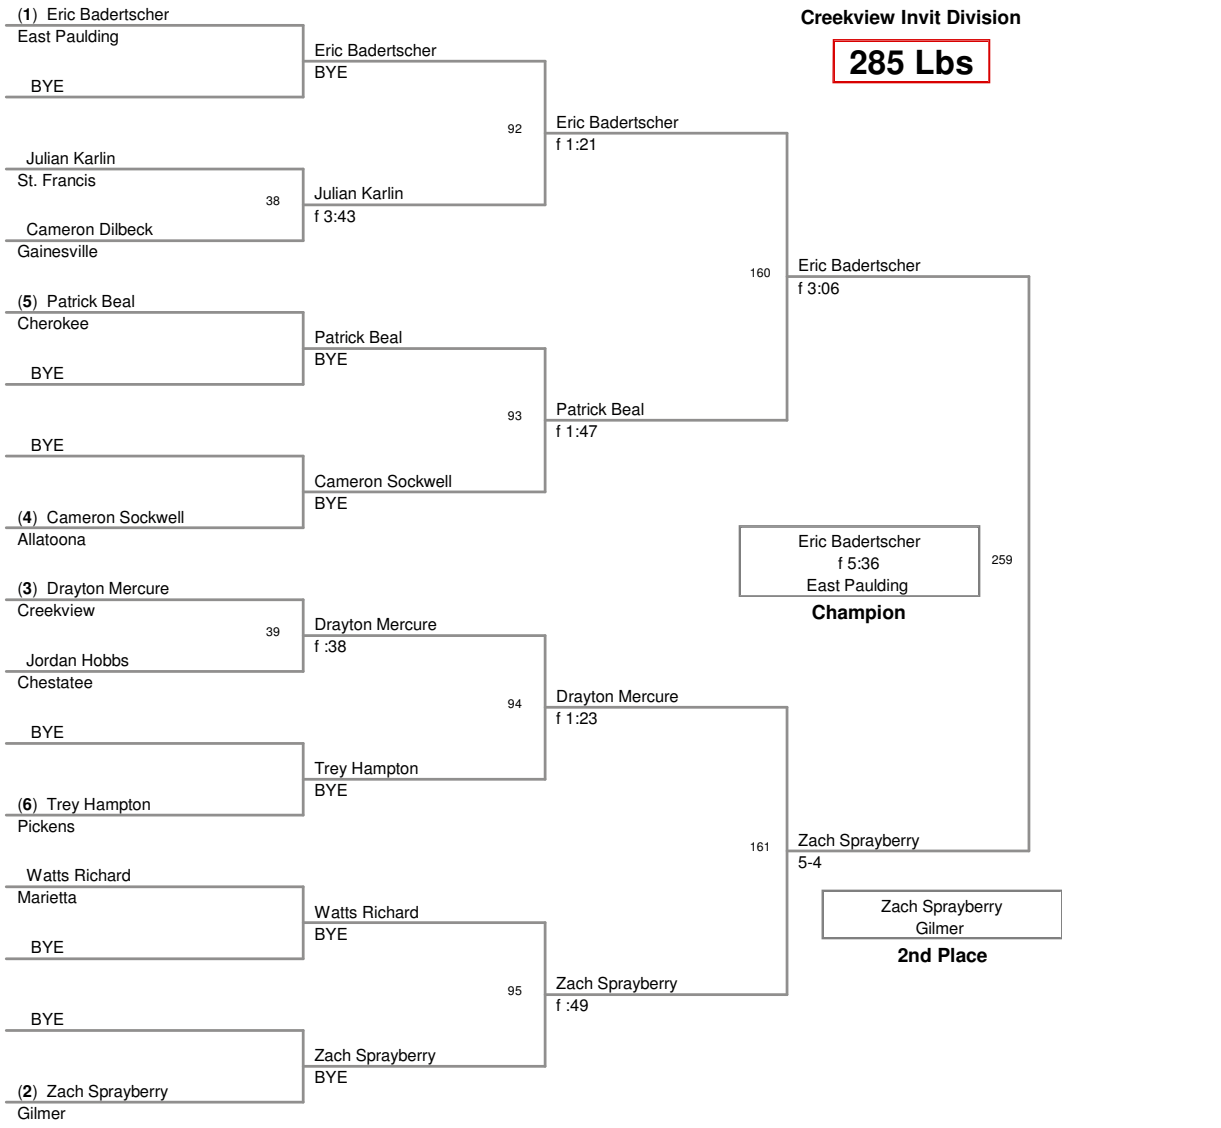 Creekview Invit Division
285 Lbs
(1) Eric Badertscher
East Paulding
BYE
Julian Karlin
St. Francis
38
Cameron Dilbeck
Gainesville
(5) Patrick Beal
Cherokee
BYE
BYE
(4) Cameron Sockwell
Allatoona
(3) Drayton Mercure
Creekview
39
Jordan Hobbs
Chestatee
BYE
(6) Trey Hampton
Pickens
Watts Richard
Marietta
BYE
BYE
(2) Zach Sprayberry
Gilmer
Eric Badertscher
BYE
92
Julian Karlin
f 3:43
Patrick Beal
BYE
93
Cameron Sockwell
BYE
Drayton Mercure
f :38
94
Trey Hampton
BYE
Watts Richard
BYE
95
Zach Sprayberry
BYE
Eric Badertscher
f 1:21
160
Patrick Beal
f 1:47
Drayton Mercure
f 1:23
161
Zach Sprayberry
f :49
Eric Badertscher
f 3:06
259
Zach Sprayberry
5-4
Eric Badertscher
f 5:36
East Paulding
Champion
Zach Sprayberry
Gilmer
2nd Place